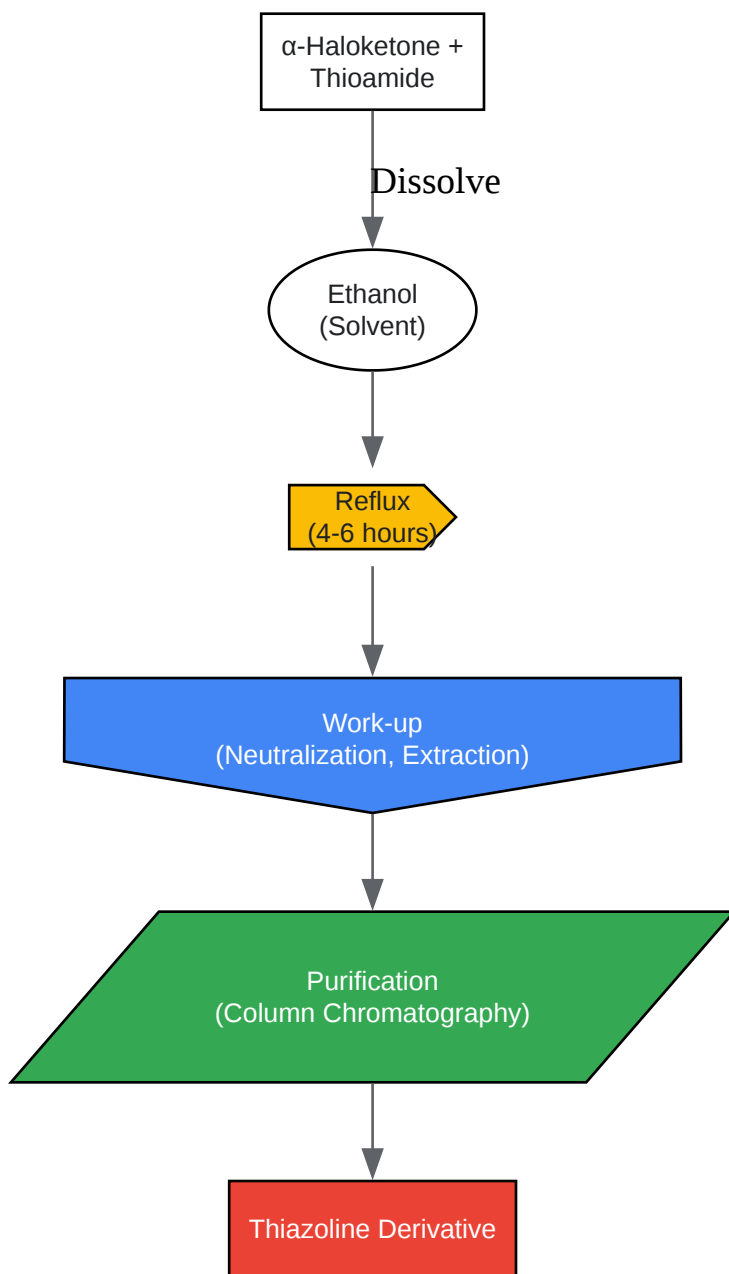 α-Haloketone +
Thioamide
Dissolve
Ethanol
(Solvent)
Reflux
(4-6 hours)
Work-up
(Neutralization, Extraction)
Purification
(Column Chromatography)
Thiazoline Derivative